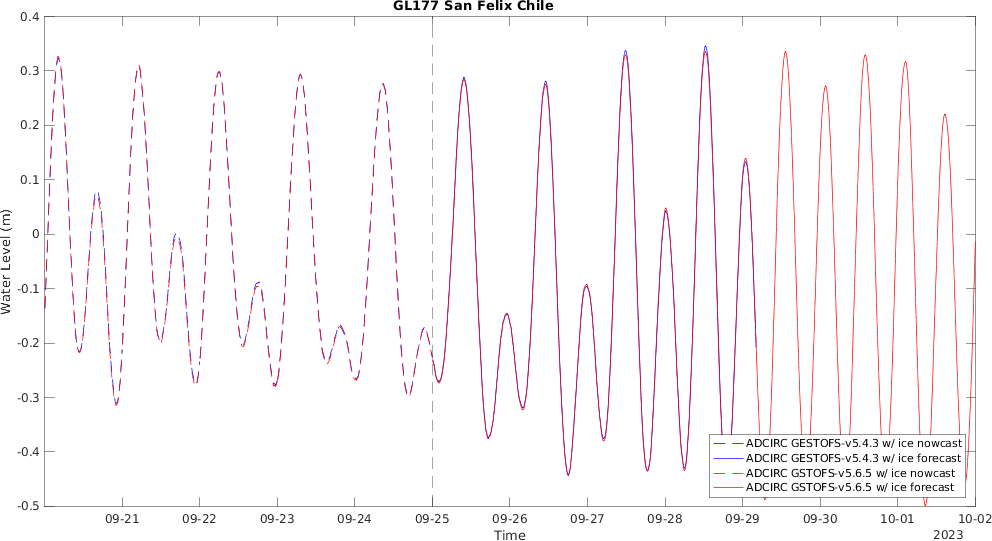 GL177 San Felix Chile
0.4
0.3
0.2
0.1
0
-0.1
-0.2
-0.3
-0.4
-0.5
Water Level (m)
ADCIRC GESTOFS-v5.4.3 w/ ice nowcast
ADCIRC GESTOFS-v5.4.3 w/ ice forecast
ADCIRC GSTOFS-v5.6.5 w/ ice nowcast
ADCIRC GSTOFS-v5.6.5 w/ ice forecast
09-21 09-22 09-23 09-24 09-25 09-26 09-27 09-28 09-29 09-30 10-01 10-02
Time
2023